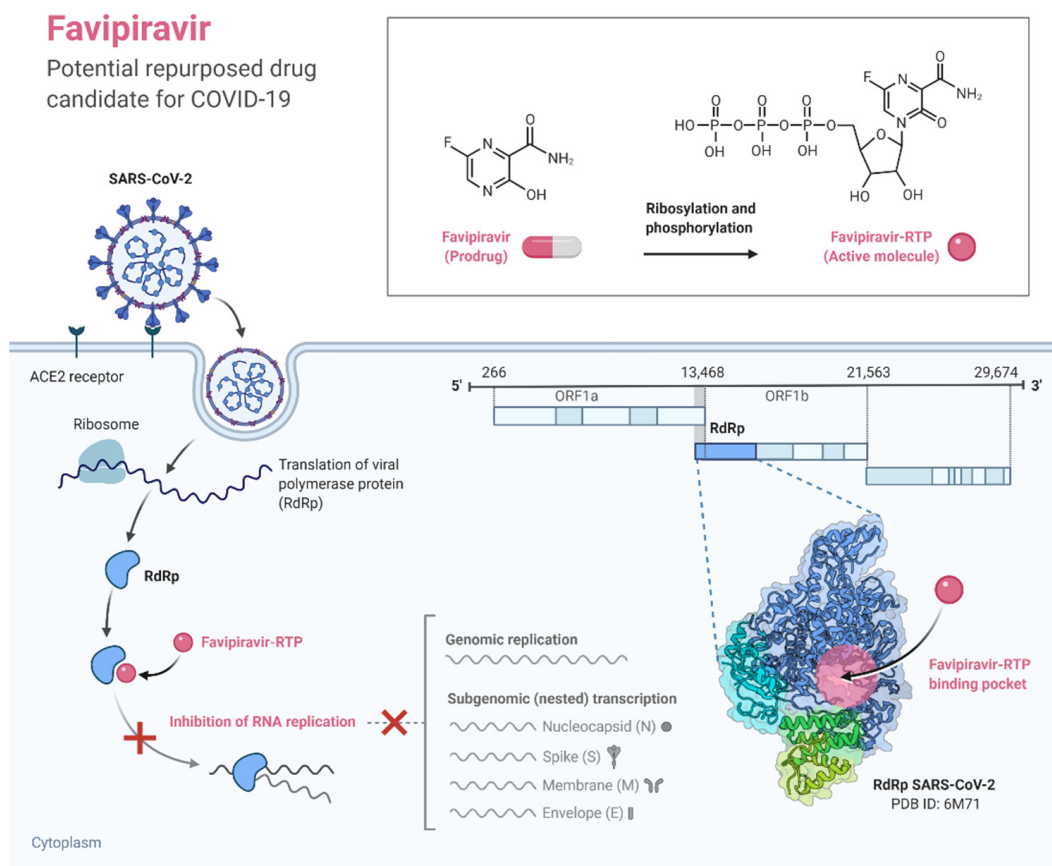 Favipiravir
Potential repurposed drug
candidate for COVID-19
F
N
N
O
NH₂
OH
O O O
HO P O P O P O
OH OH OH
O
HO OH
F
N
N
O
NH₂
O
Favipiravir
(Prodrug)
Ribosylation and
phosphorylation
Favipiravir-RTP
(Active molecule)
SARS-CoV-2
ACE2 receptor
Ribosome
Translation of viral
polymerase protein
(RdRp)
RdRp
Favipiravir-RTP
Inhibition of RNA replication
Cytoplasm
Genomic replication
Subgenomic (nested) transcription
Nucleocapsid (N)
Spike (S)
Membrane (M)
Envelope (E)
266 13,468 21,563 29,674
5' 3'
ORF1a ORF1b
RdRp
Favipiravir-RTP
binding pocket
RdRp SARS-CoV-2
PDB ID: 6M71